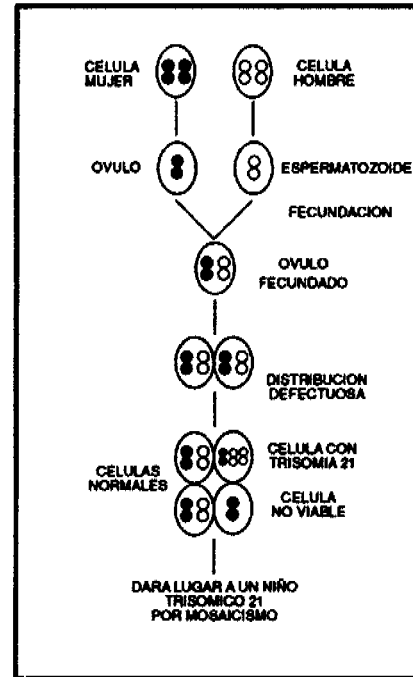 CELULA
MUJER
CELULA
HOMBRE
OVULO
ESPERMATOZOIDE
FECUNDACION
OVULO
FECUNDADO
DISTRIBUCION
DEFECTUOSA
CELULAS
NORMALES
CELULA CON
TRISOMIA 21
CELULA
NO VIABLE
DARA LUGAR A UN NIÑO
TRISOMICO 21
POR MOSAICISMO